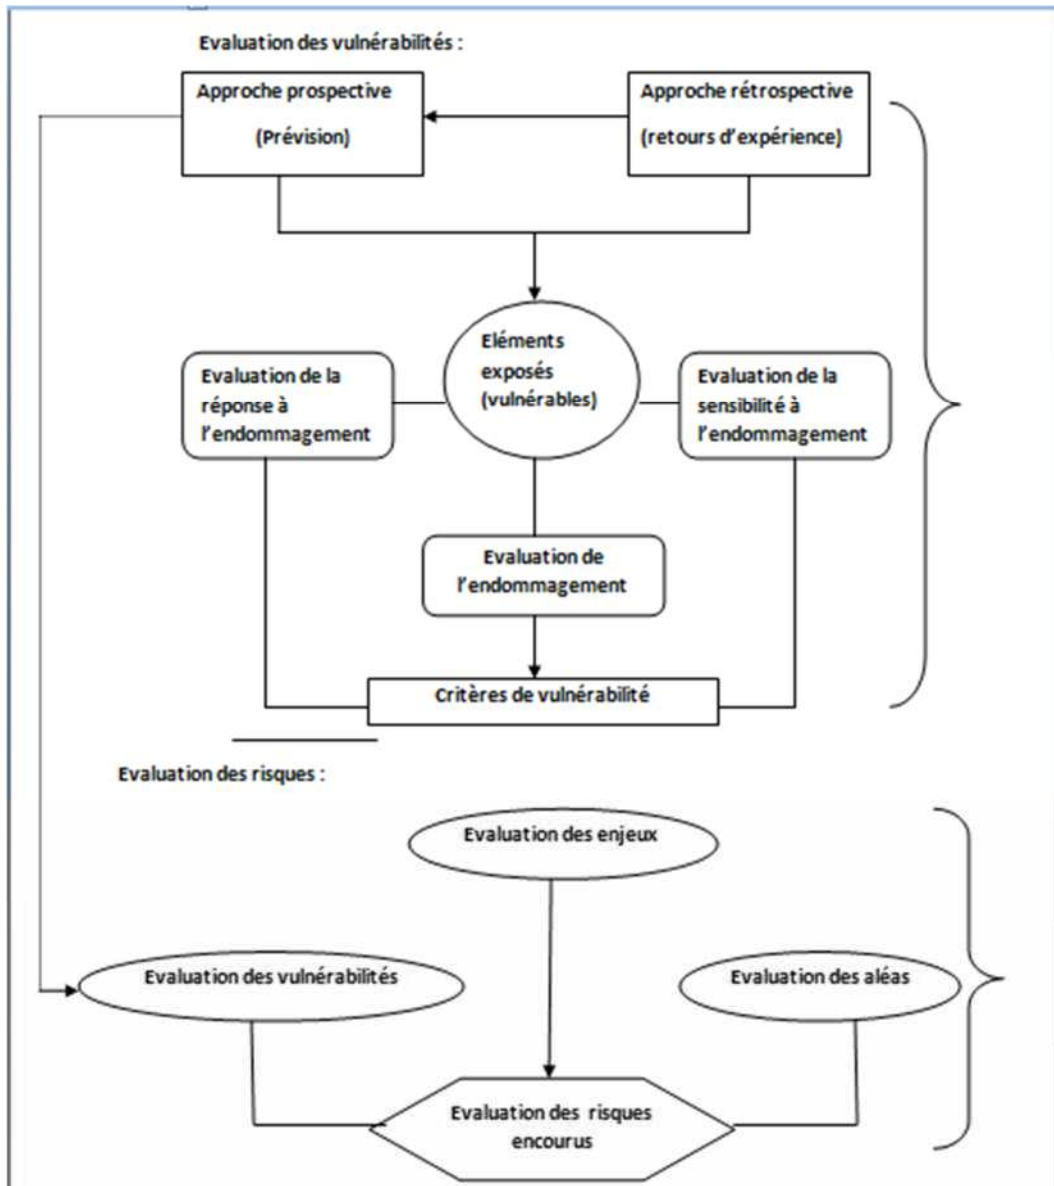 Evaluation des vulnérabilités :
Approche prospective
(Prévision)
Approche rétrospective
(retours d'expérience)
Eléments
exposés
(vulnérables)
Evaluation de la
réponse à
l'endommagement
Evaluation de la
sensibilité à
l'endommagement
Evaluation de
l'endommagement
Critères de vulnérabilité
Evaluation des risques :
Evaluation des enjeux
Evaluation des vulnérabilités
Evaluation des aléas
Evaluation des risques
encourus